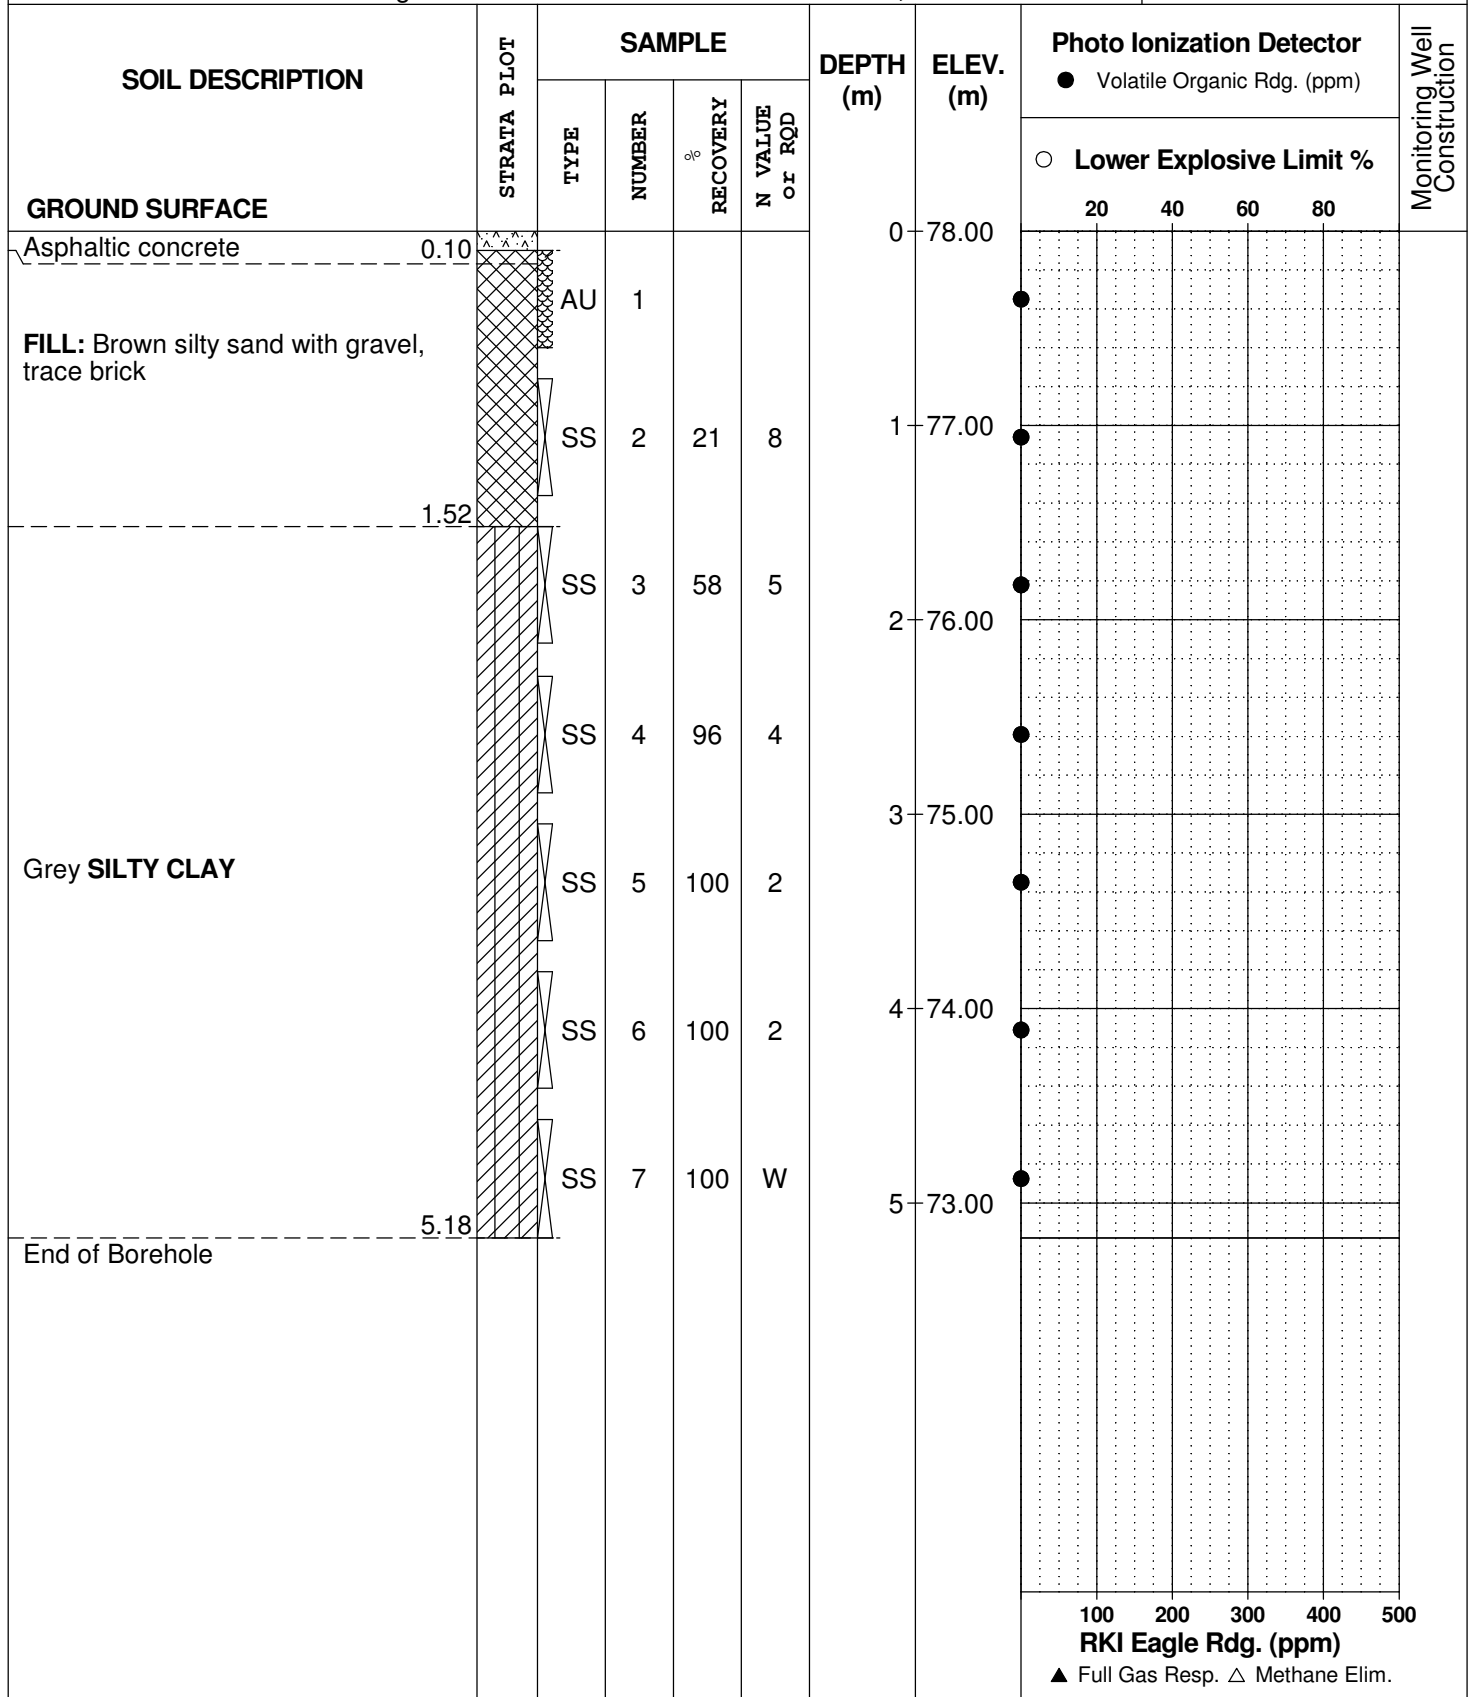 SOIL DESCRIPTION
GROUND SURFACE
STRATA PLOT
SAMPLE
TYPE
NUMBER
% RECOVERY
N VALUE or RQD
DEPTH (m)
ELEV. (m)
Photo Ionization Detector
● Volatile Organic Rdg. (ppm)
○ Lower Explosive Limit %
20 40 60 80
Monitoring Well Construction
0 78.00
Asphaltic concrete 0.10
AU 1
FILL: Brown silty sand with gravel,
trace brick
1 77.00
SS 2 21 8
1.52
SS 3 58 5
2 76.00
SS 4 96 4
3 75.00
Grey SILTY CLAY
SS 5 100 2
4 74.00
SS 6 100 2
SS 7 100 W
5 73.00
5.18
End of Borehole
100 200 300 400 500
RKI Eagle Rdg. (ppm)
▲ Full Gas Resp. △ Methane Elim.